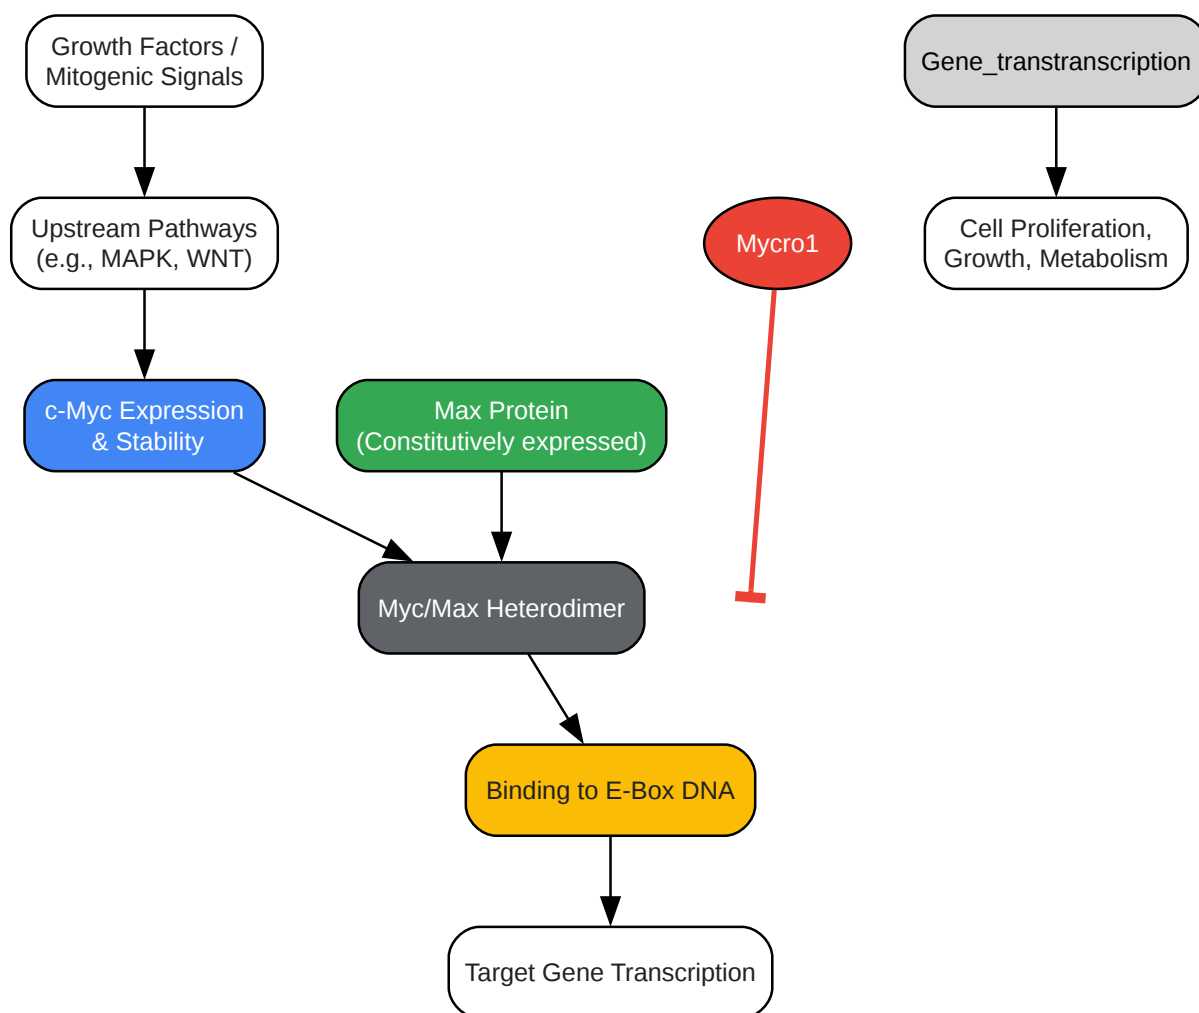 Growth Factors /
Mitogenic Signals
Gene_transtranscription
Upstream Pathways
(e.g., MAPK, WNT)
Mycro1
Cell Proliferation,
Growth, Metabolism
c-Myc Expression
& Stability
Max Protein
(Constitutively expressed)
Myc/Max Heterodimer
Binding to E-Box DNA
Target Gene Transcription